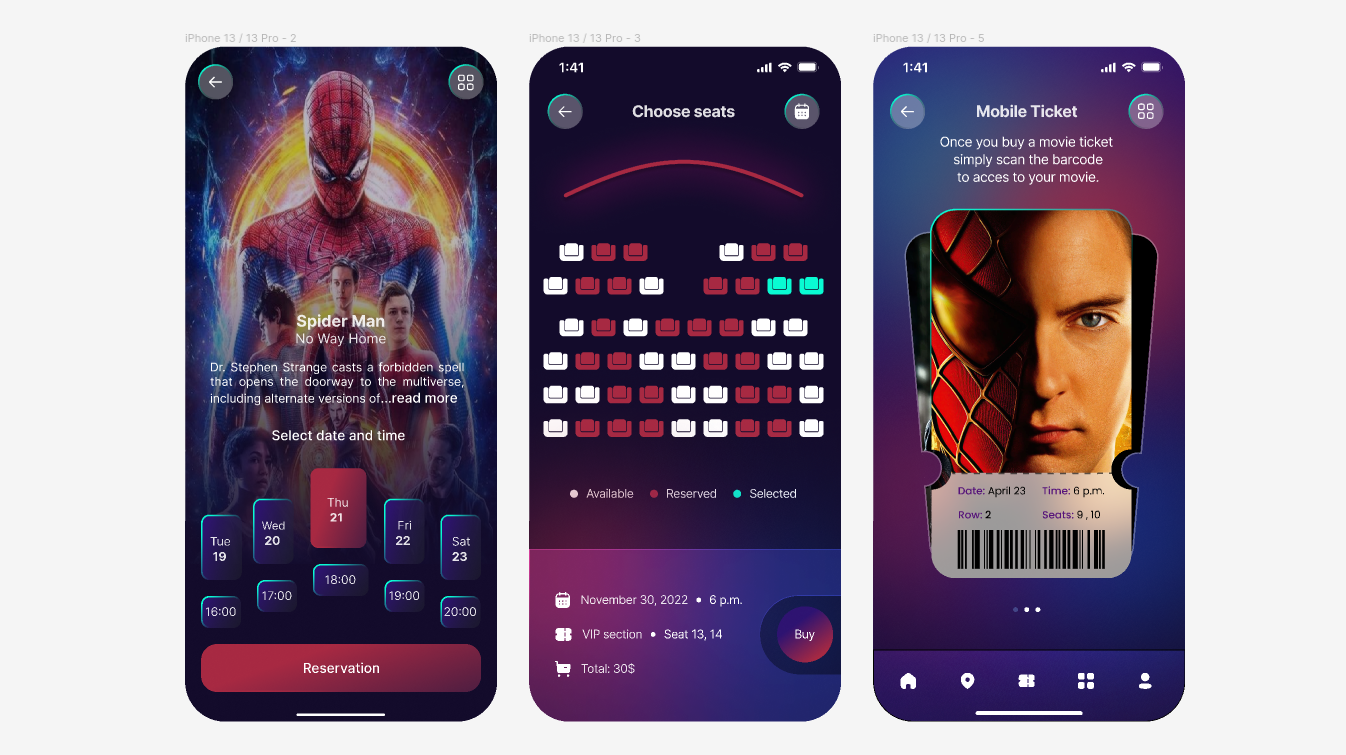 iPhone 13 / 13 Pro - 2
Spider Man
No Way Home
Dr. Stephen Strange casts a forbidden spell
that opens the doorway to the multiverse,
including alternate versions of...read more
Select date and time
Tue
19
Wed
20
Thu
21
Fri
22
Sat
23
16:00
17:00
18:00
19:00
20:00
Reservation
iPhone 13 / 13 Pro - 3
1:41
Choose seats
Available
Reserved
Selected
November 30, 2022 • 6 p.m.
VIP section • Seat 13, 14
Total: 30$
Buy
iPhone 13 / 13 Pro - 5
1:41
Mobile Ticket
Once you buy a movie ticket
simply scan the barcode
to acces to your movie.
Date: April 23 Time: 6 p.m.
Row: 2 Seats: 9 , 10